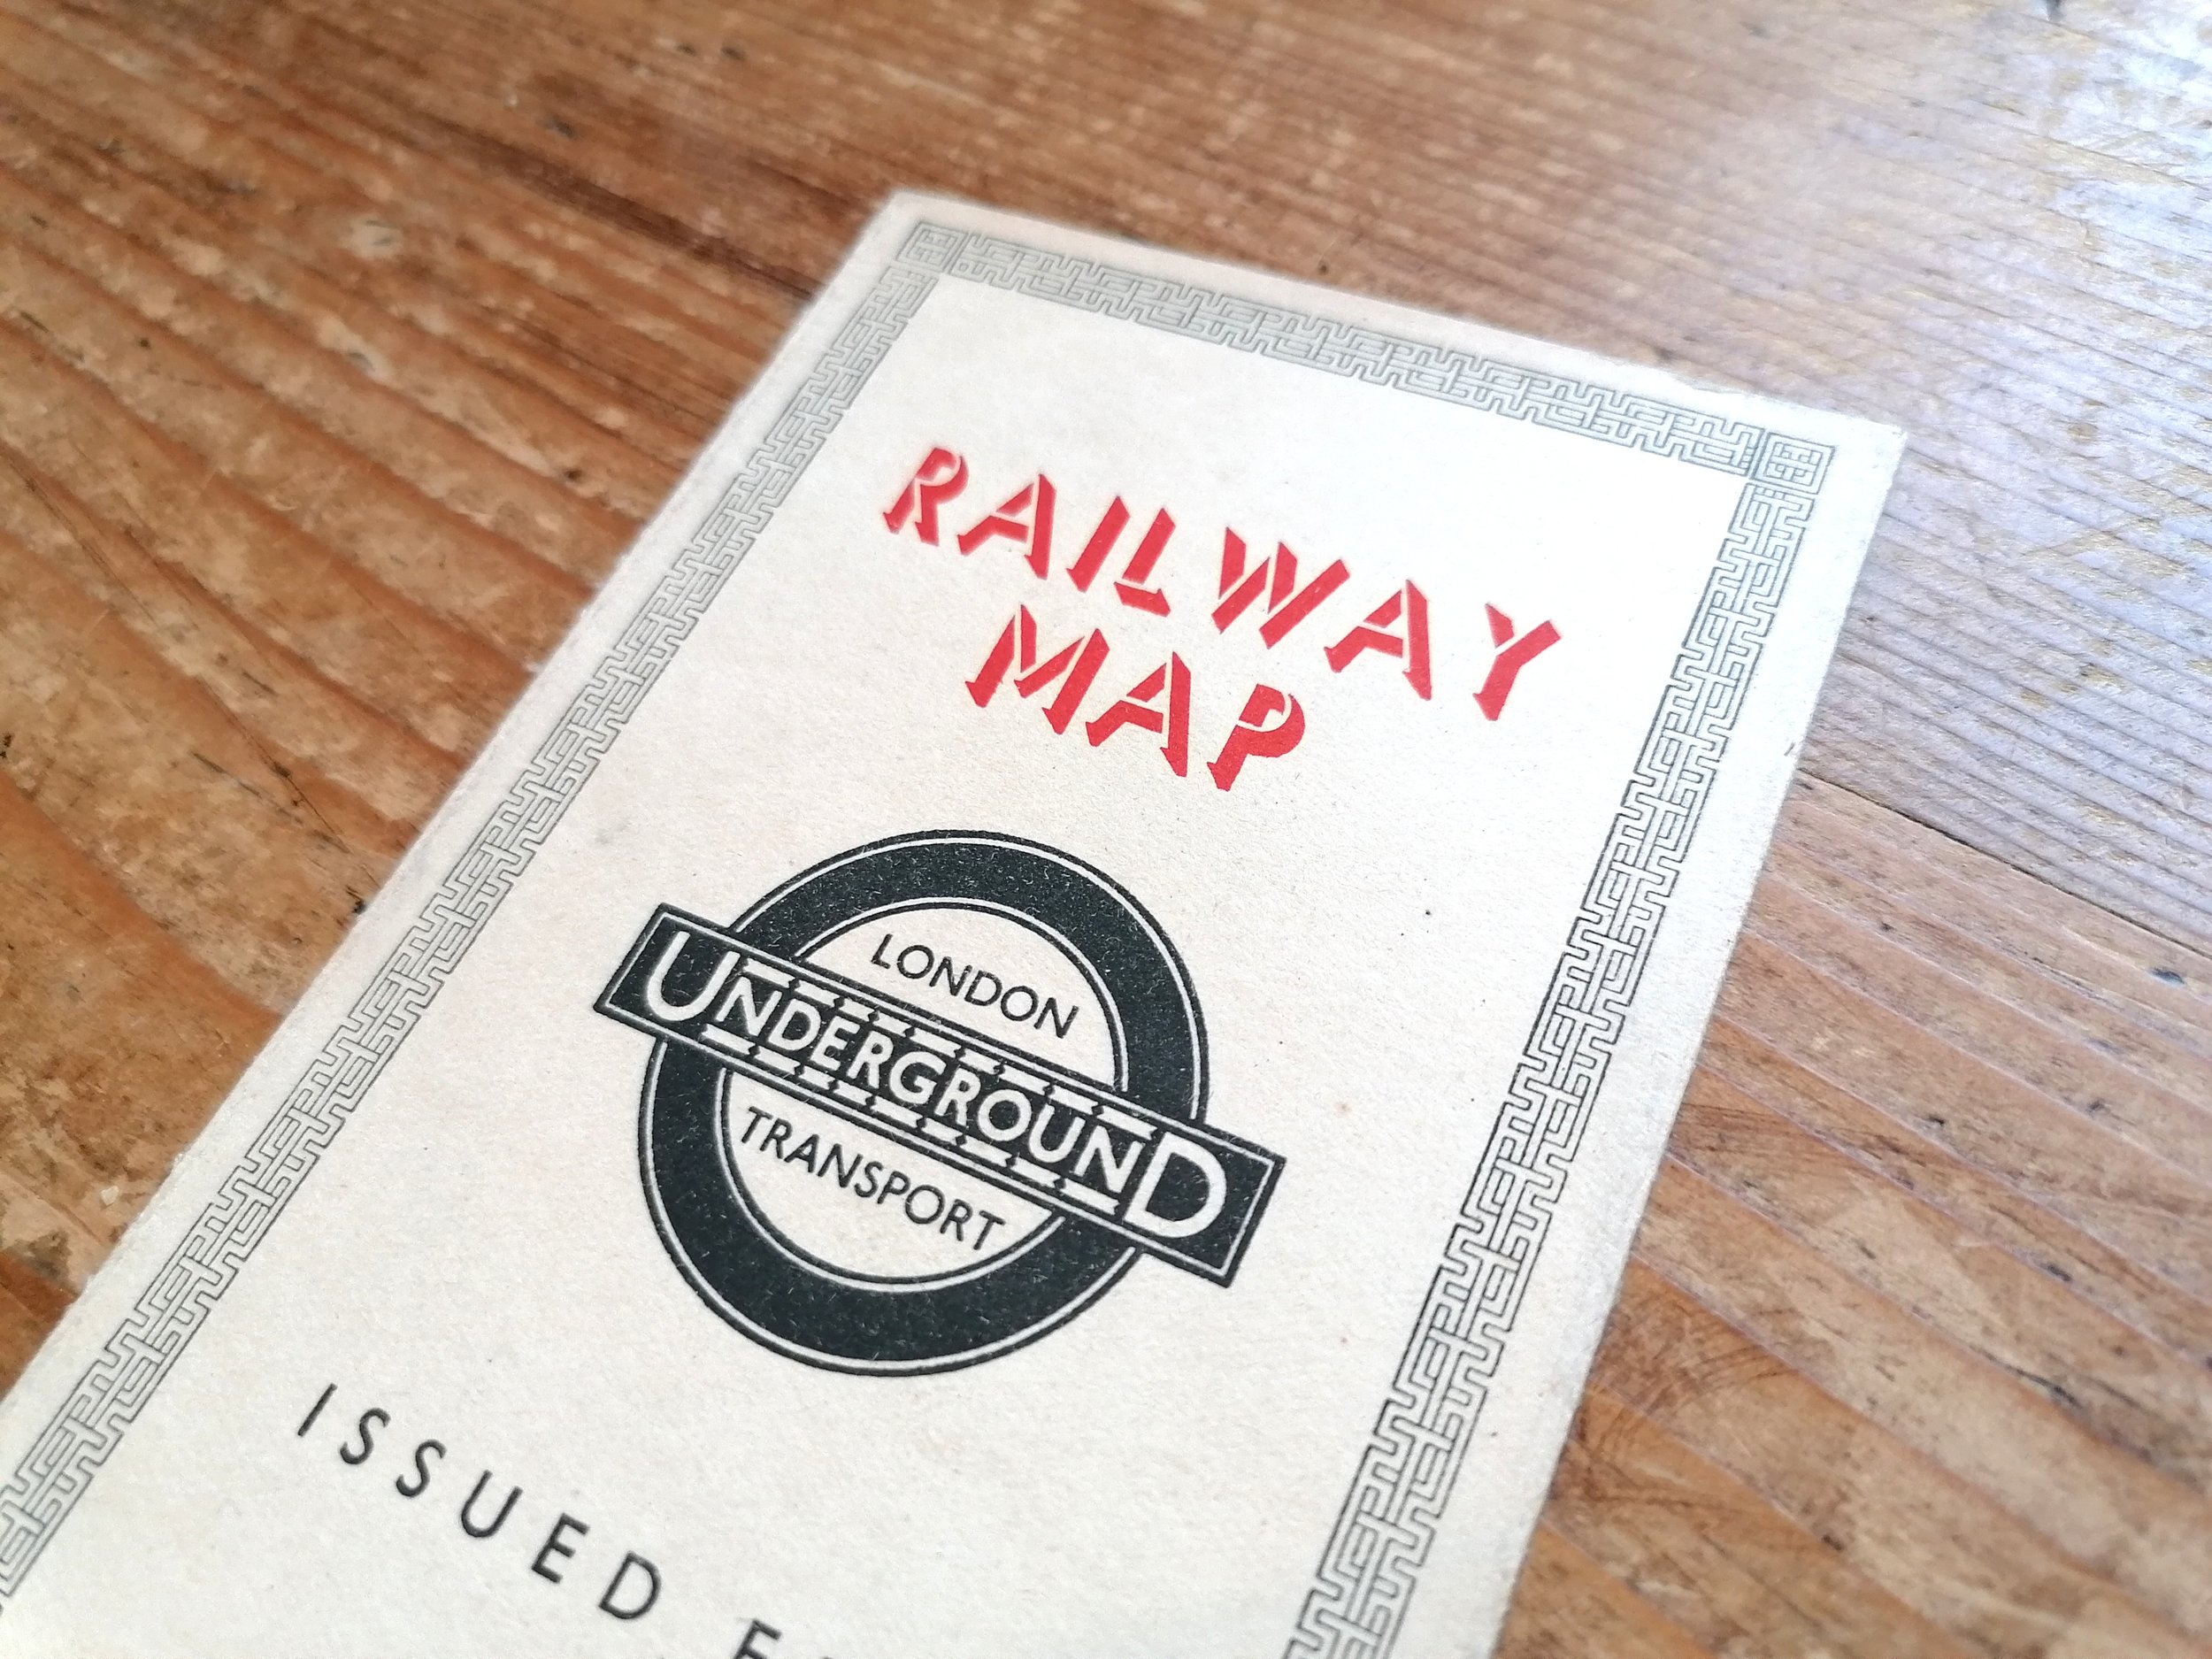 RAILWAY
MAP
LONDON
UNDERGROUND
TRANSPORT
ISSUED